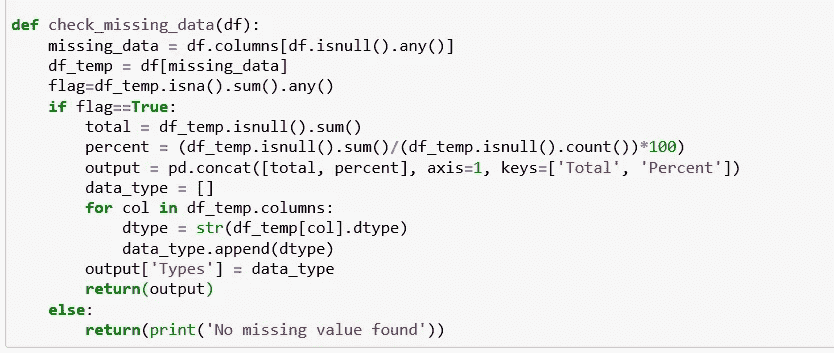 def check_missing_data(df):
    missing_data = df.columns[df.isnull().any()]
    df_temp = df[missing_data]
    flag=df_temp.isna().sum().any()
    if flag==True:
        total = df_temp.isnull().sum()
        percent = (df_temp.isnull().sum()/(df_temp.isnull().count())*100)
        output = pd.concat([total, percent], axis=1, keys=['Total', 'Percent'])
        data_type = []
        for col in df_temp.columns:
            dtype = str(df_temp[col].dtype)
            data_type.append(dtype)
        output['Types'] = data_type
        return(output)
    else:
        return(print('No missing value found'))